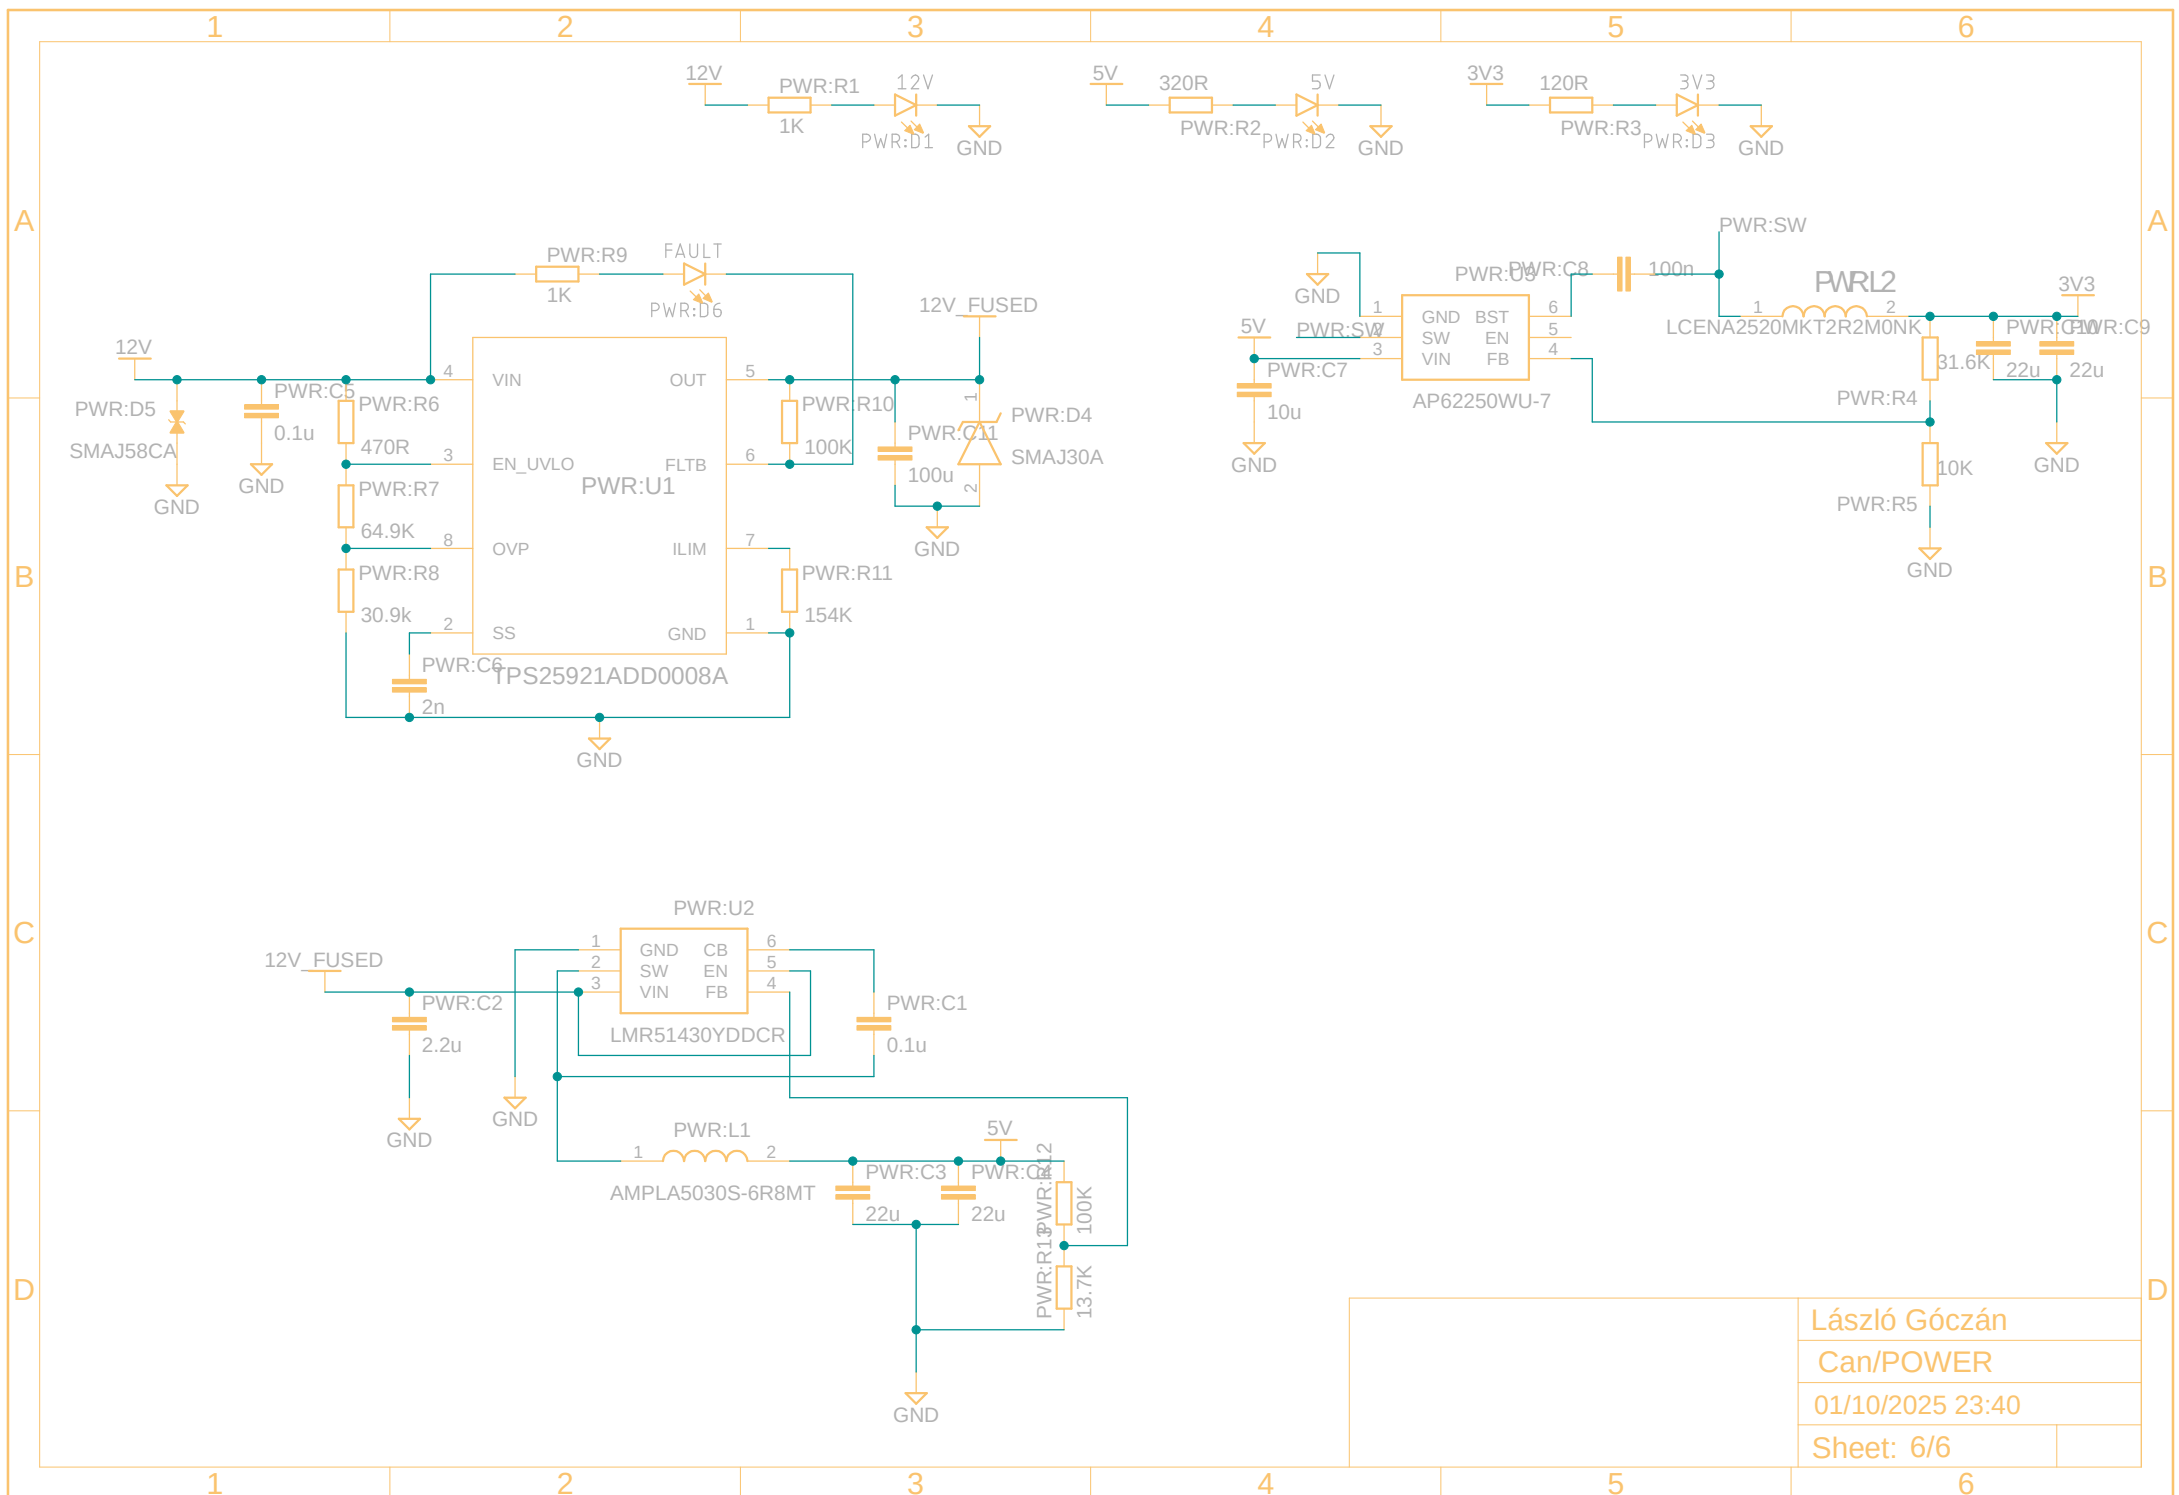 1 2 3 4 5 6
12V PWR:R1 1K 12V PWR:D1 GND
5V 320R PWR:R2 5V PWR:D2 GND
3V3 120R PWR:R3 3V3 PWR:D3 GND
A A
PWR:R9 1K FAULT PWR:D6
12V
PWR:D5
SMAJ58CA
GND
PWR:C5
0.1u
GND
PWR:R6
470R
PWR:R7
64.9K
PWR:R8
30.9k
4 VIN OUT 5
3 EN_UVLO FLTB 6
PWR:U1
8 OVP ILIM 7
2 SS GND 1
TPS25921ADD0008A
PWR:C6
2n
GND
PWR:R10
100K
PWR:R11
154K
12V_FUSED
PWR:C11
100u
1
2
PWR:D4
SMAJ30A
GND
GND
5V
PWR:SW
PWR:C7
10u
GND
PWR:U3
1 GND BST 6
2 SW EN 5
3 VIN FB 4
AP62250WU-7
PWR:C8
100n
PWR:SW
PWRL2
1 2
LCENA2520MKT2R2M0NK
3V3
PWR:C10
22u
PWR:C9
22u
GND
31.6K
PWR:R4
10K
PWR:R5
GND
B B
C C
12V_FUSED
PWR:C2
2.2u
GND
GND
PWR:U2
1 GND CB 6
2 SW EN 5
3 VIN FB 4
LMR51430YDDCR
PWR:C1
0.1u
PWR:L1
1 2
AMPLA5030S-6R8MT
PWR:C3
22u
PWR:C4
22u
5V
PWR:R12
100K
PWR:R13
13.7K
GND
D D
László Góczán
Can/POWER
01/10/2025 23:40
Sheet: 6/6
1 2 3 4 5 6